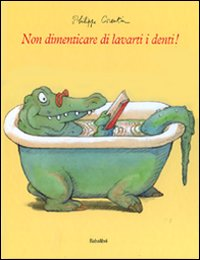 Philippe Corentin
Non dimenticare di lavarti i denti!
Babalibri